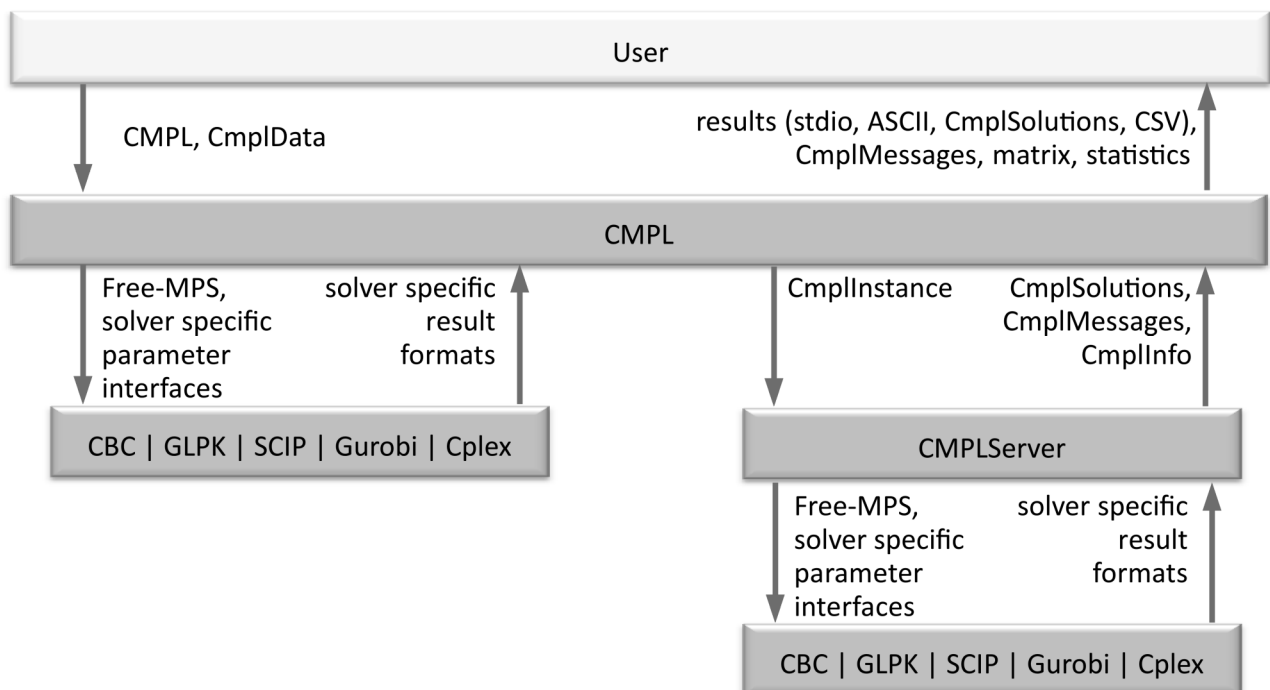 User
CMPL, CmplData
results (stdio, ASCII, CmplSolutions, CSV),
CmplMessages, matrix, statistics
CMPL
Free-MPS,
solver specific
parameter
interfaces
solver specific
result
formats
CmplInstance
CmplSolutions,
CmplMessages,
CmplInfo
CBC | GLPK | SCIP | Gurobi | Cplex
CMPLServer
Free-MPS,
solver specific
parameter
interfaces
solver specific
result
formats
CBC | GLPK | SCIP | Gurobi | Cplex